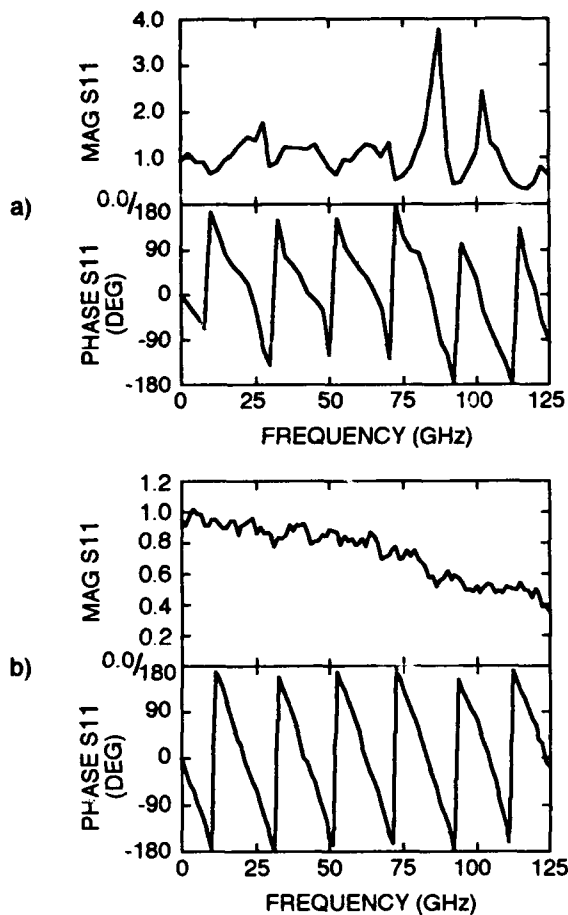 a)
MAG S11
4.0
3.0
2.0
1.0
0.0/
180
90
0
-90
-180
PHASE S11
(DEG)
0 25 50 75 100 125
FREQUENCY (GHz)
b)
MAG S11
1.2
1.0
0.8
0.6
0.4
0.2
0.0/
180
90
0
-90
-180
PHASE S11
(DEG)
0 25 50 75 100 125
FREQUENCY (GHz)